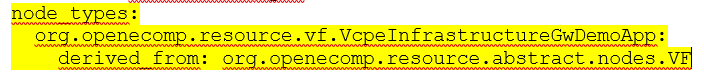 node_types:
org.openecomp.resource.vf.VcpeInfrastructureGwDemoApp:
derived_from: org.openecomp.resource.abstract.nodes.VF